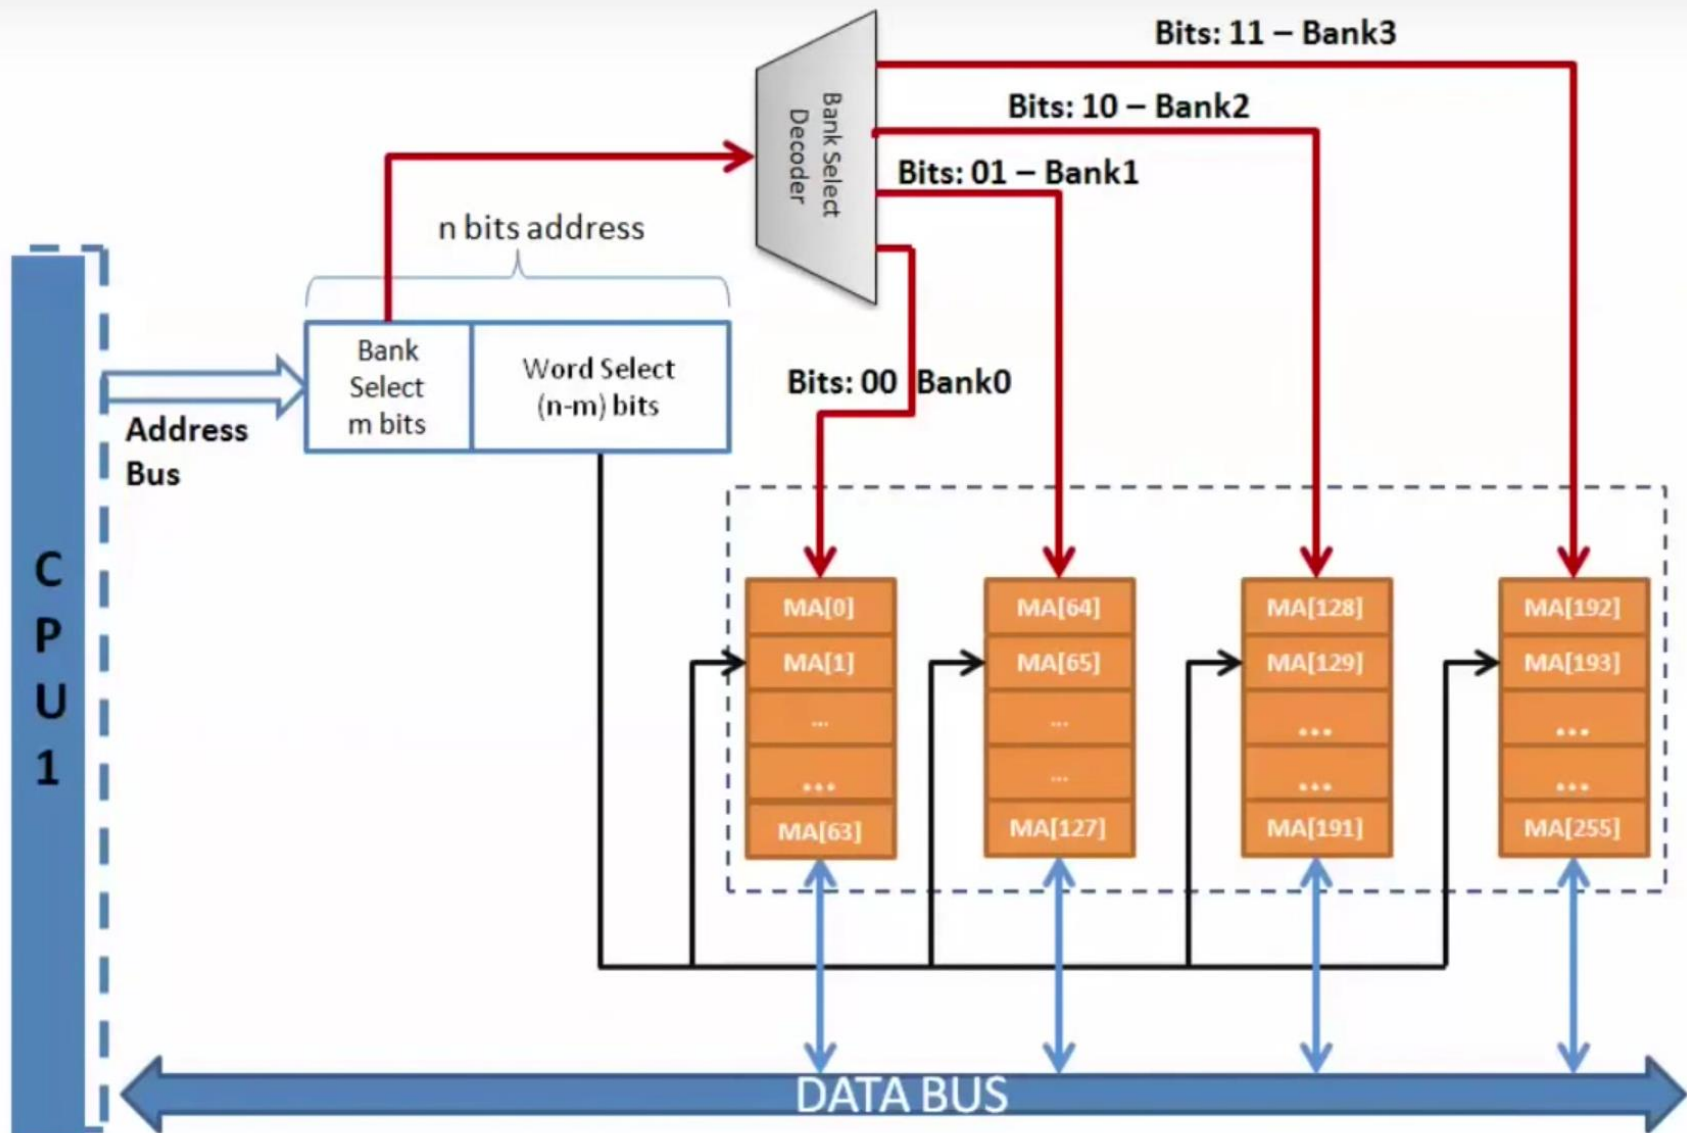 Bits: 11 – Bank3
Bits: 10 – Bank2
Bits: 01 – Bank1
Bank Select
Decoder
n bits address
Bank
Select
m bits
Word Select
(n-m) bits
Bits: 00 Bank0
Address
Bus
C
P
U
1
MA[0]
MA[64]
MA[128]
MA[192]
MA[1]
MA[65]
MA[129]
MA[193]
...
...
...
...
...
...
...
...
MA[63]
MA[127]
MA[191]
MA[255]
DATA BUS